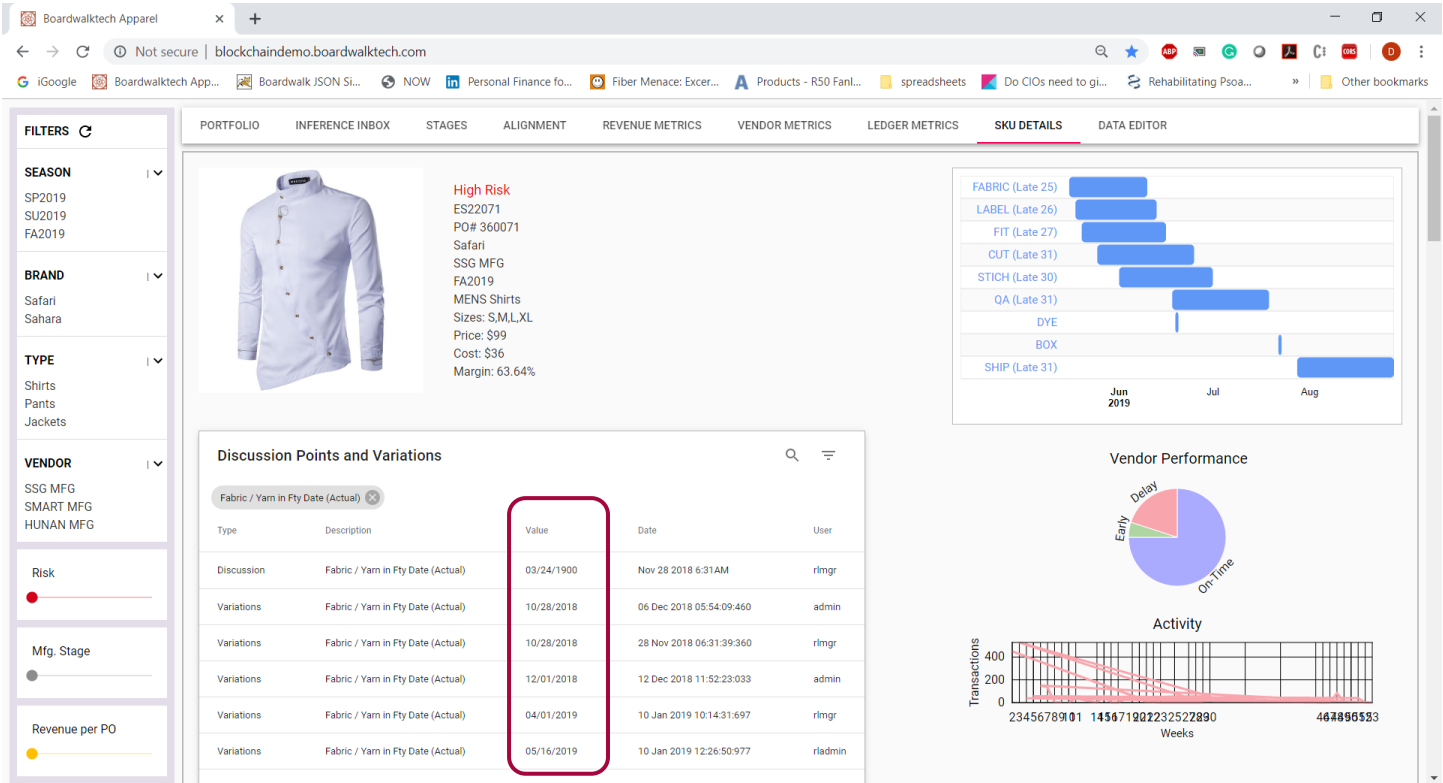 Boardwalktech Apparel
Not secure | blockchaindemo.boardwalktech.com
ABP
CORS
D
iGoogle
Boardwalktech App...
Boardwalk JSON Si...
NOW
Personal Finance fo...
Fiber Menace: Excer...
Products - R50 Fanl...
spreadsheets
Do CIOs need to gi...
Rehabilitating Psoa...
Other bookmarks
FILTERS
PORTFOLIO
INFERENCE INBOX
STAGES
ALIGNMENT
REVENUE METRICS
VENDOR METRICS
LEDGER METRICS
SKU DETAILS
DATA EDITOR
SEASON
SP2019
SU2019
FA2019
BRAND
Safari
Sahara
TYPE
Shirts
Pants
Jackets
VENDOR
SSG MFG
SMART MFG
HUNAN MFG
Risk
Mfg. Stage
Revenue per PO
High Risk
ES22071
PO# 360071
Safari
SSG MFG
FA2019
MENS Shirts
Sizes: S,M,L,XL
Price: $99
Cost: $36
Margin: 63.64%
FABRIC (Late 25)
LABEL (Late 26)
FIT (Late 27)
CUT (Late 31)
STICH (Late 30)
QA (Late 31)
DYE
BOX
SHIP (Late 31)
Jun Jul Aug
2019
Discussion Points and Variations
Fabric / Yarn in Fty Date (Actual)
Type Description Value Date User
Discussion Fabric / Yarn in Fty Date (Actual) 03/24/1900 Nov 28 2018 6:31AM rlmgr
Variations Fabric / Yarn in Fty Date (Actual) 10/28/2018 06 Dec 2018 05:54:09:460 admin
Variations Fabric / Yarn in Fty Date (Actual) 10/28/2018 28 Nov 2018 06:31:39:360 rlmgr
Variations Fabric / Yarn in Fty Date (Actual) 12/01/2018 12 Dec 2018 11:52:23:033 admin
Variations Fabric / Yarn in Fty Date (Actual) 04/01/2019 10 Jan 2019 10:14:31:697 rlmgr
Variations Fabric / Yarn in Fty Date (Actual) 05/16/2019 10 Jan 2019 12:26:50:977 rladmin
Vendor Performance
Delay
Early
On-Time
Activity
Transactions
400
200
0
Weeks